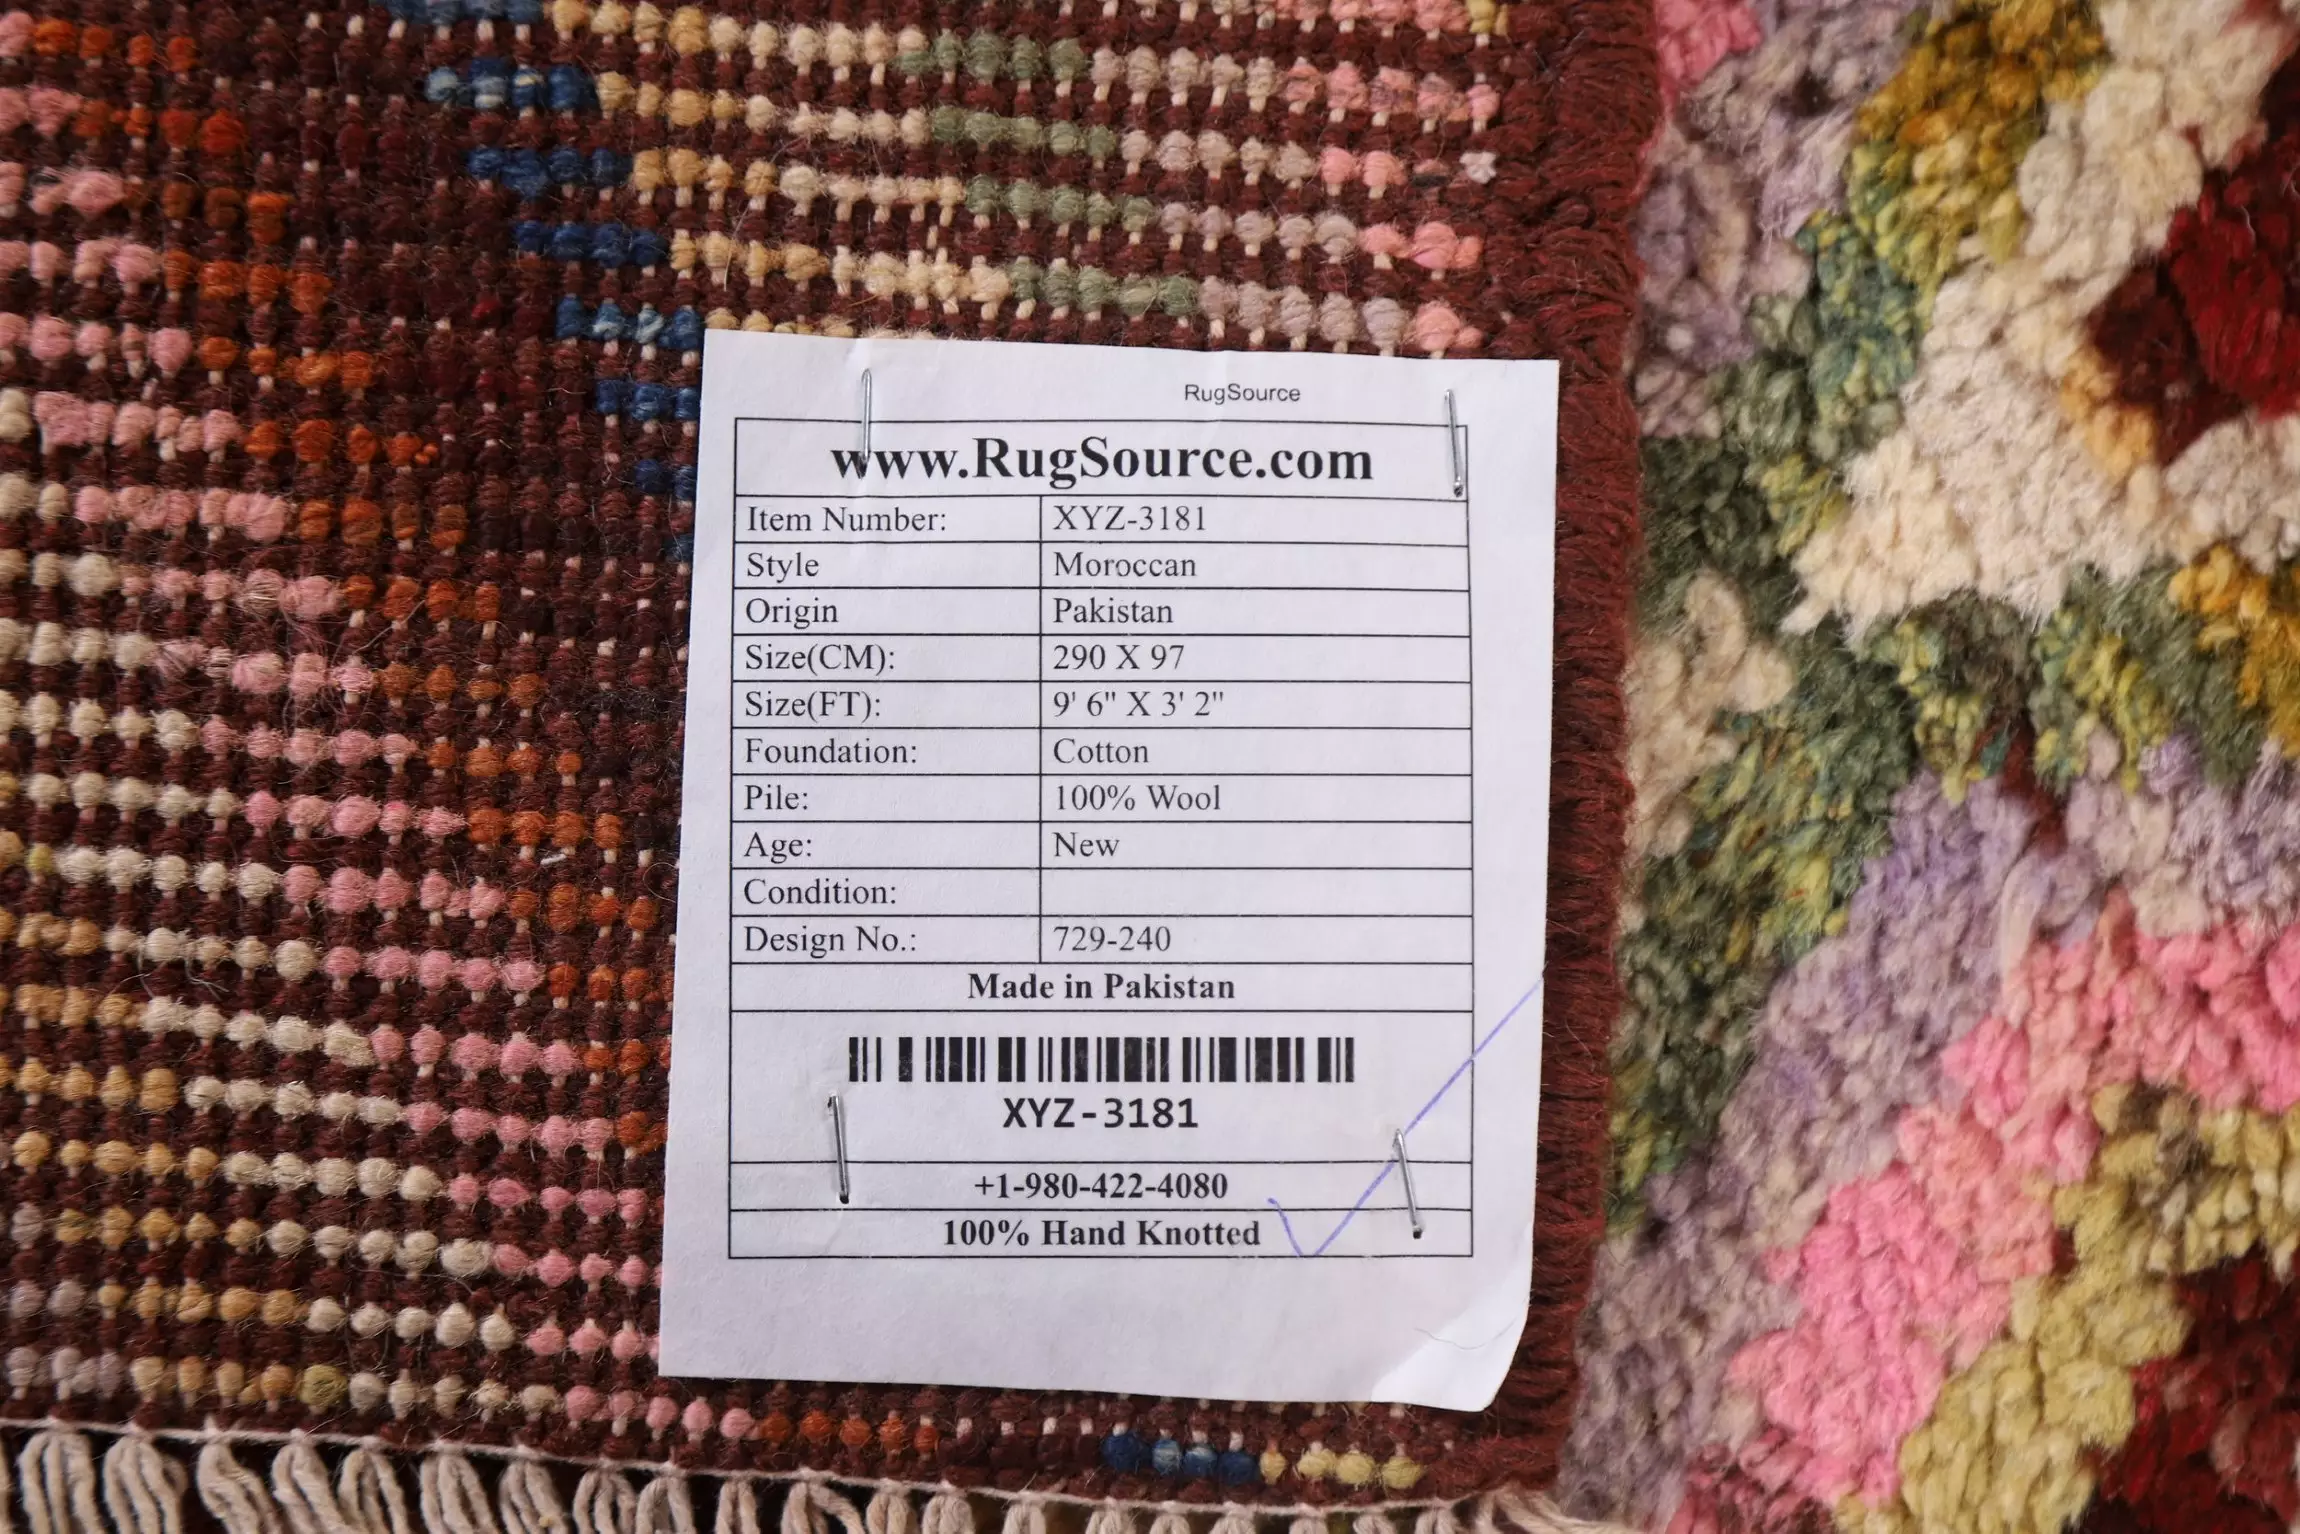 RugSource
www.RugSource.com
Item Number: XYZ-3181
Style Moroccan
Origin Pakistan
Size(CM): 290 X 97
Size(FT): 9' 6" X 3' 2"
Foundation: Cotton
Pile: 100% Wool
Age: New
Condition:
Design No.: 729-240
Made in Pakistan
XYZ-3181
+1-980-422-4080
100% Hand Knotted